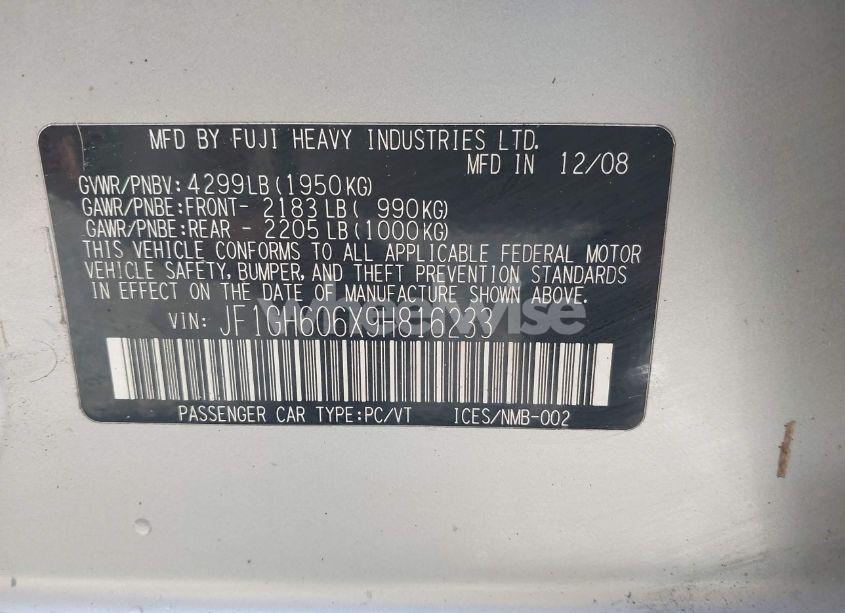 MFD BY FUJI HEAVY INDUSTRIES LTD.
MFD IN 12/08
GVWR/PNBV: 4299LB (1950KG)
GAWR/PNBE: FRONT- 2183 LB ( 990KG)
GAWR/PNBE: REAR - 2205 LB (1000KG)
THIS VEHICLE CONFORMS TO ALL APPLICABLE FEDERAL MOTOR
VEHICLE SAFETY, BUMPER, AND THEFT PREVENTION STANDARDS
IN EFFECT ON THE DATE OF MANUFACTURE SHOWN ABOVE.
VIN: JF1GH606X9H816233
PASSENGER CAR TYPE:PC/VT ICES/NMB-002